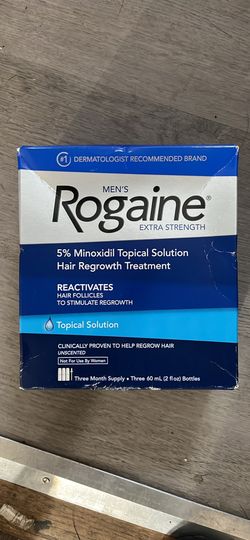 #1 DERMATOLOGIST RECOMMENDED BRAND
MEN'S
Rogaine®
EXTRA STRENGTH
5% Minoxidil Topical Solution
Hair Regrowth Treatment
REACTIVATES
HAIR FOLLICLES
TO STIMULATE REGROWTH
Topical Solution
CLINICALLY PROVEN TO HELP REGROW HAIR
UNSCENTED
Not For Use By Women
Three Month Supply • Three 60 mL (2 fl oz) Bottles